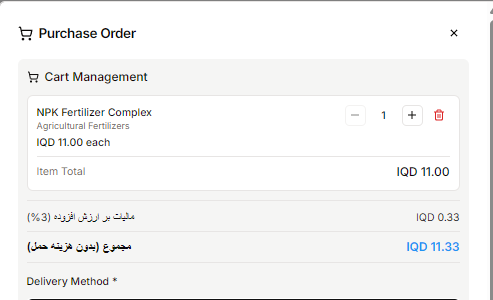 Purchase Order
Cart Management
NPK Fertilizer Complex
1
Agricultural Fertilizers
IQD 11.00 each
Item Total
IQD 11.00
مالیات بر ارزش افزوده (3%)
IQD 0.33
مجموع (بدون هزینه حمل)
IQD 11.33
Delivery Method *